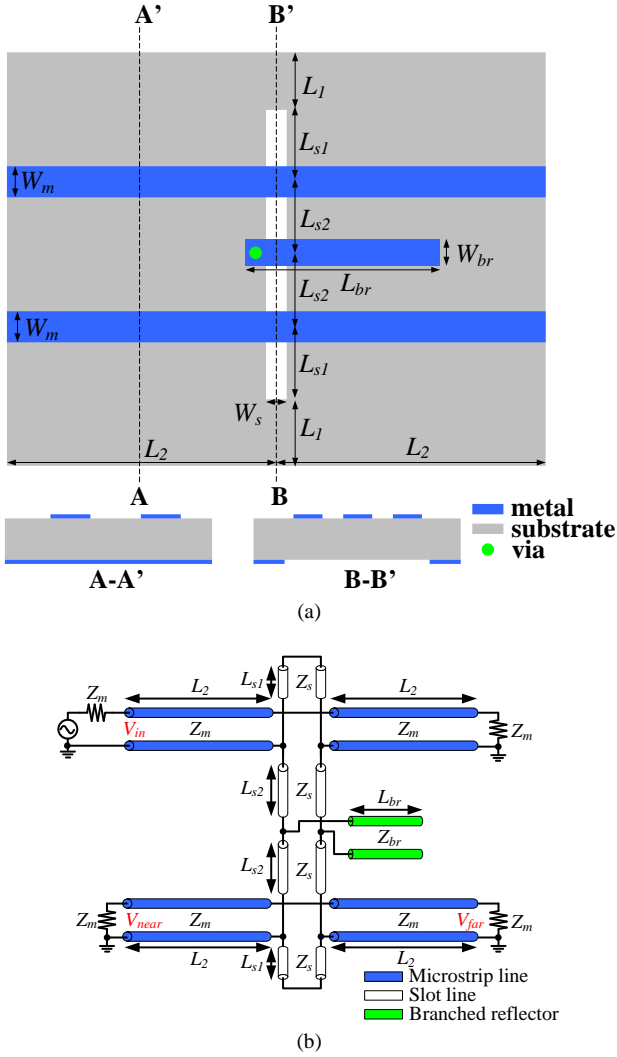 A’ B’
L1
Ls1
Wm
Ls2
Wbr
Lbr
Ls2
Wm
Ls1
Ws
L1
L2 L2
A B
metal
substrate
via
A-A’ B-B’
(a)
Ls1 Zs
L2 L2
Zm
Vin Zm Zm Zm
Ls2 Zs
Lbr
Zbr
Ls2 Zs
Zm Vnear Zm Zm Vfar Zm
L2 Ls1 Zs L2
Microstrip line
Slot line
Branched reflector
(b)